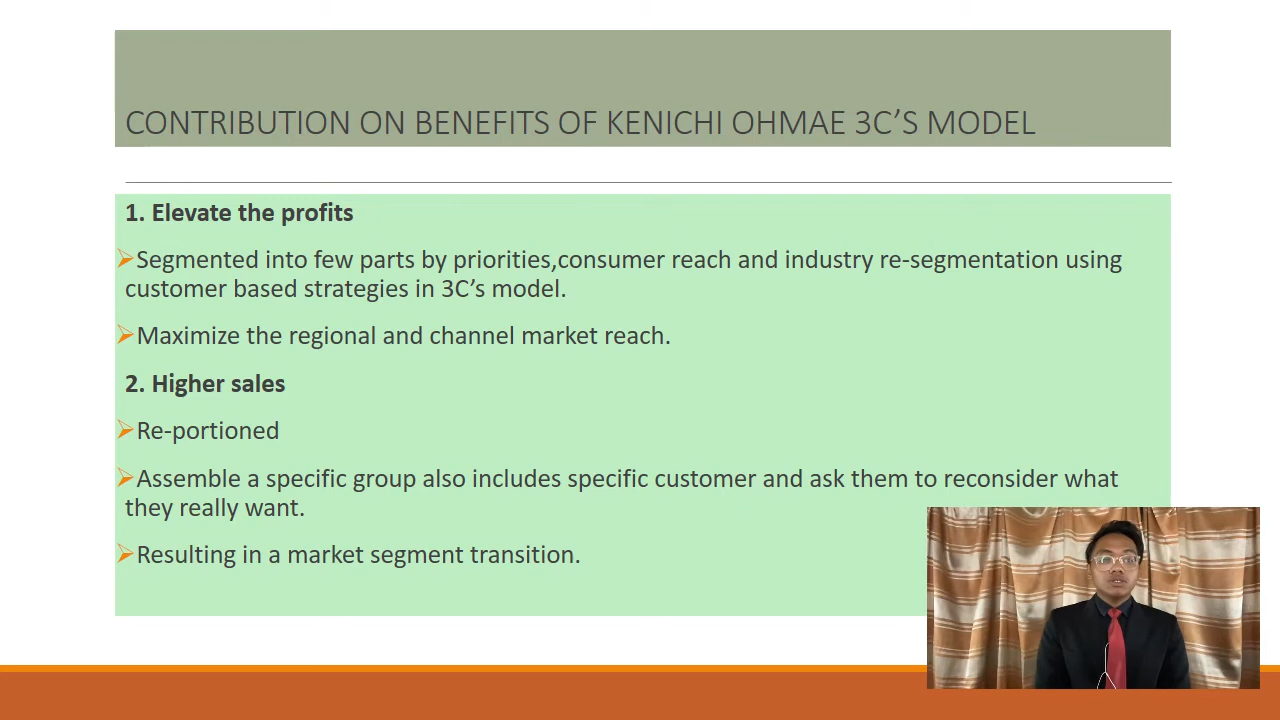 CONTRIBUTION ON BENEFITS OF KENICHI OHMAE 3C’S MODEL
1. Elevate the profits
Segmented into few parts by priorities,consumer reach and industry re-segmentation using
customer based strategies in 3C’s model.
Maximize the regional and channel market reach.
2. Higher sales
Re-portioned
Assemble a specific group also includes specific customer and ask them to reconsider what
they really want.
Resulting in a market segment transition.